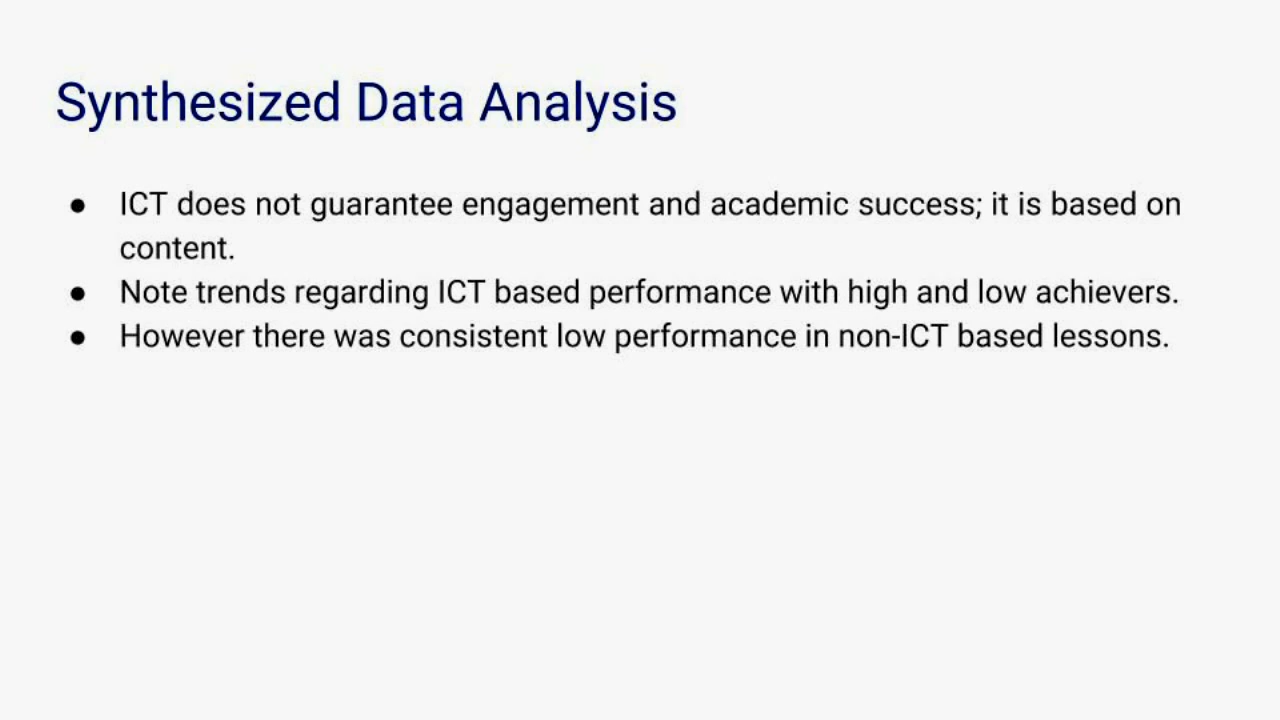 Synthesized Data Analysis
● ICT does not guarantee engagement and academic success; it is based on
content.
● Note trends regarding ICT based performance with high and low achievers.
● However there was consistent low performance in non-ICT based lessons.